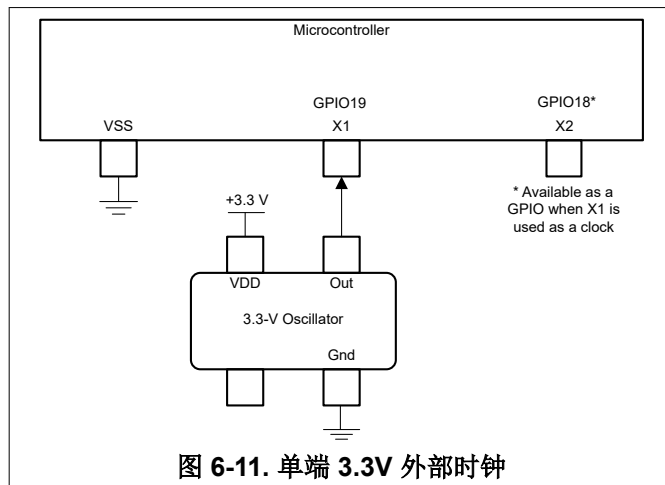 Microcontroller
GPIO19
GPIO18*
VSS
X1
X2
+3.3 V
* Available as a
GPIO when X1 is
used as a clock
VDD
Out
3.3-V Oscillator
Gnd
图 6-11. 单端 3.3V 外部时钟